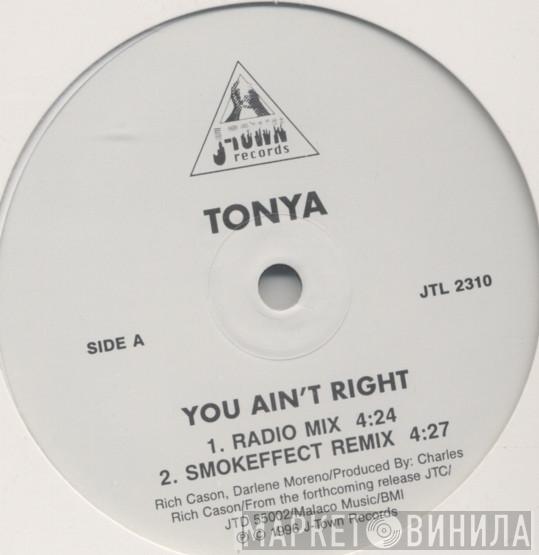 J-TOWN
records
TONYA
JTL 2310
SIDE A
YOU AIN'T RIGHT
1. RADIO MIX 4:24
2. SMOKEFFECT REMIX 4:27
Rich Cason, Darlene Moreno/Produced By: Charles
Rich Cason/From the forthcoming release JTC/
JTD 55002/Malaco Music/BMI
℗ © 1996 J-Town Records
МАРКЕТ ВИНИЛА